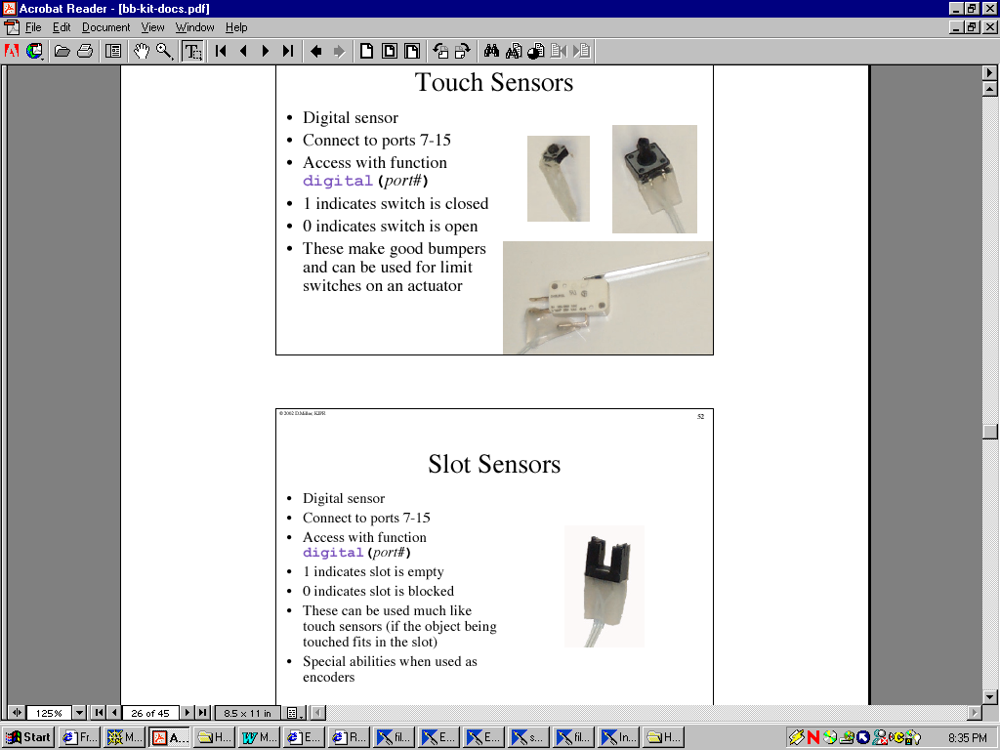 Acrobat Reader - [bb-kit-docs.pdf]
File Edit Document View Window Help
Touch Sensors
• Digital sensor
• Connect to ports 7-15
• Access with function
digital(port#)
• 1 indicates switch is closed
• 0 indicates switch is open
• These make good bumpers
and can be used for limit
switches on an actuator
© 2002 D.Miller, KIPR
52
Slot Sensors
• Digital sensor
• Connect to ports 7-15
• Access with function
digital(port#)
• 1 indicates slot is empty
• 0 indicates slot is blocked
• These can be used much like
touch sensors (if the object being
touched fits in the slot)
• Special abilities when used as
encoders
125% 26 of 45 8.5 x 11 in
Start Fr... M... A... H... M... E... R... fil... E... E... s... fil... In... H... 8:35 PM